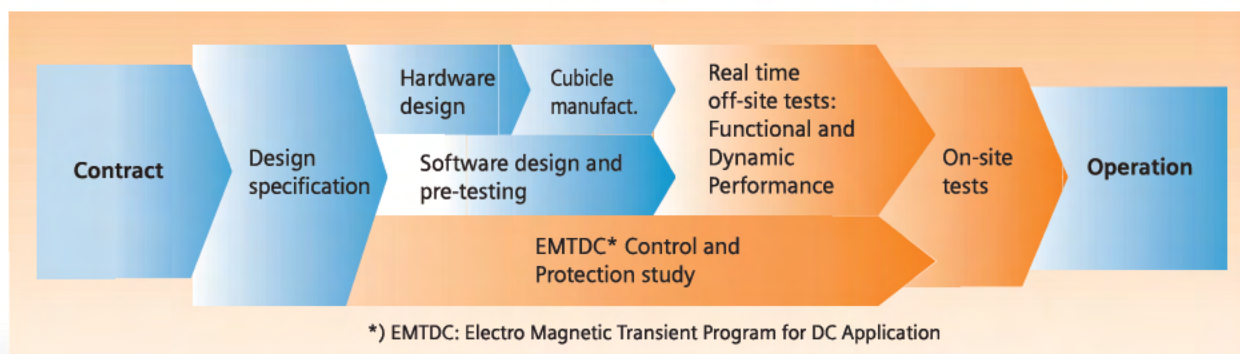 Contract
Design
specification
Hardware
design
Cubicle
manufact.
Software design and
pre-testing
Real time
off-site tests:
Functional and
Dynamic
Performance
EMTDC* Control and
Protection study
On-site
tests
Operation
*) EMTDC: Electro Magnetic Transient Program for DC Application